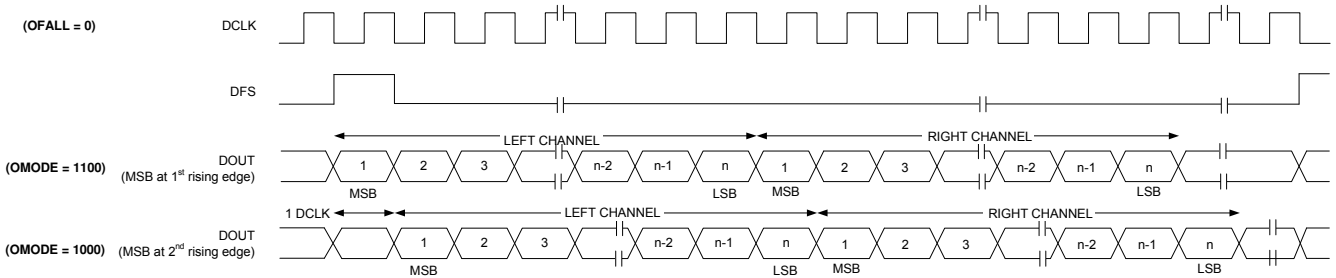 (OFALL = 0) DCLK
DFS
LEFT CHANNEL RIGHT CHANNEL
(OMODE = 1100) DOUT 1 2 3 n-2 n-1 n 1 2 3 n-2 n-1 n
(MSB at 1st rising edge)
MSB LSB MSB LSB
1 DCLK LEFT CHANNEL RIGHT CHANNEL
(OMODE = 1000) DOUT 1 2 3 n-2 n-1 n 1 2 3 n-2 n-1 n
(MSB at 2nd rising edge)
MSB LSB MSB LSB